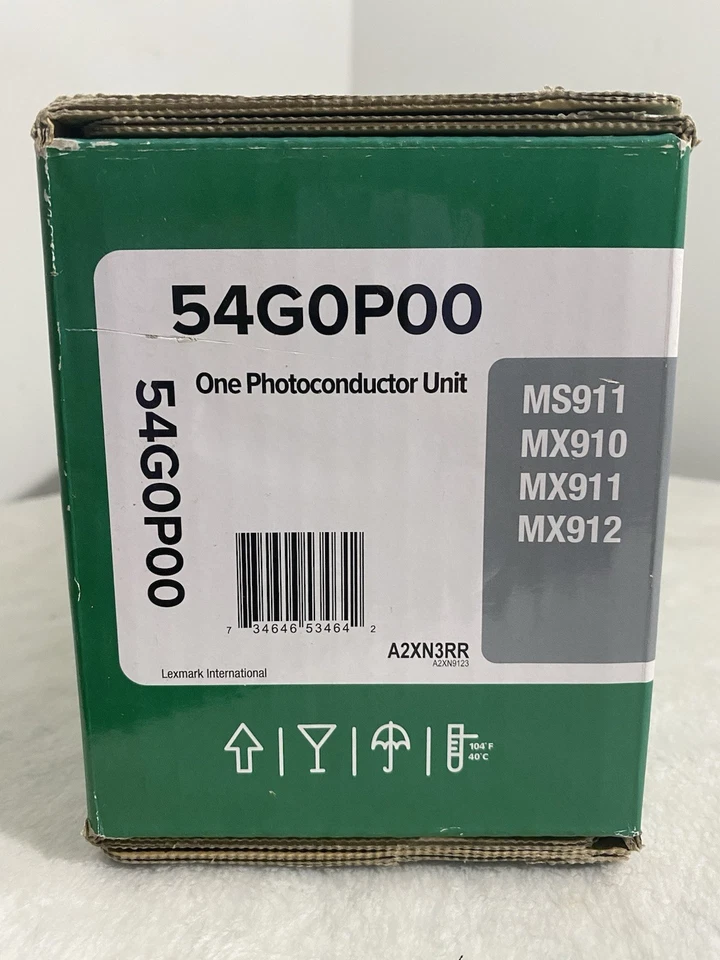 54G0P00
One Photoconductor Unit
54G0P00
MS911
MX910
MX911
MX912
7 34646 53464 2
A2XN3RR
A2XN9123
Lexmark International
104°F
40°C